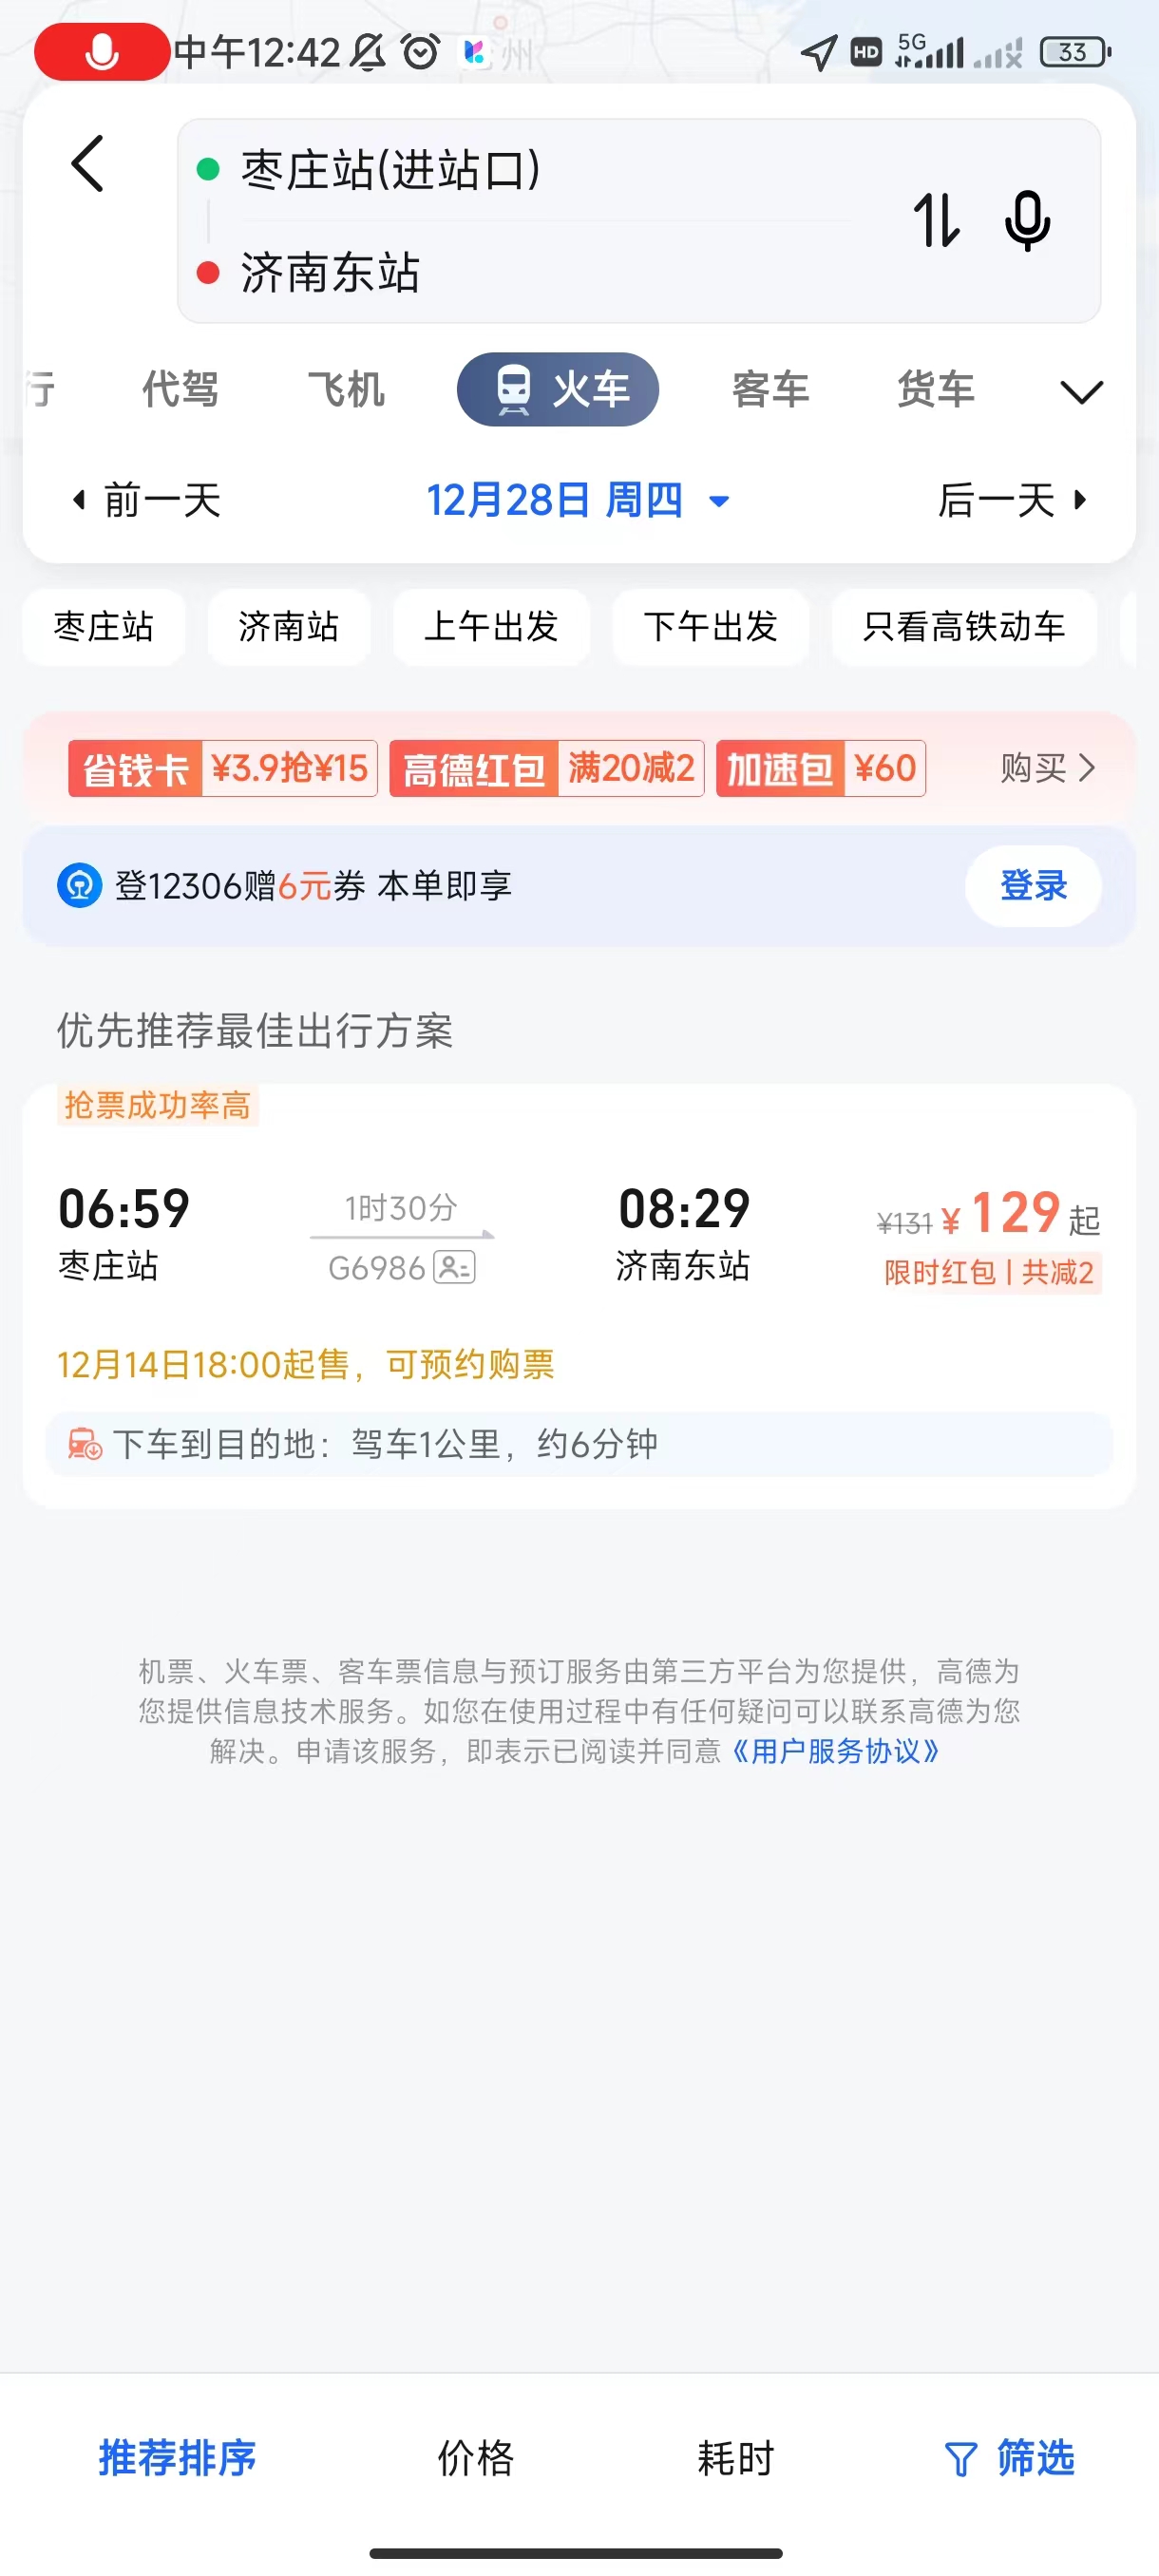 中午12:42 州 HD 5G 33
枣庄站(进站口)
济南东站
行 代驾 飞机 火车 客车 货车
前一天 12月28日 周四 后一天
枣庄站 济南站 上午出发 下午出发 只看高铁动车
省钱卡 ¥3.9抢¥15 高德红包 满20减2 加速包 ¥60 购买
登12306赠6元券 本单即享 登录
优先推荐最佳出行方案
抢票成功率高
06:59 1时30分 08:29 ¥131 ¥129起
枣庄站 G6986 济南东站 限时红包 | 共减2
12月14日18:00起售，可预约购票
下车到目的地：驾车1公里，约6分钟
机票、火车票、客车票信息与预订服务由第三方平台为您提供，高德为
您提供信息技术服务。如您在使用过程中有任何疑问可以联系高德为您
解决。申请该服务，即表示已阅读并同意《用户服务协议》
推荐排序 价格 耗时 筛选